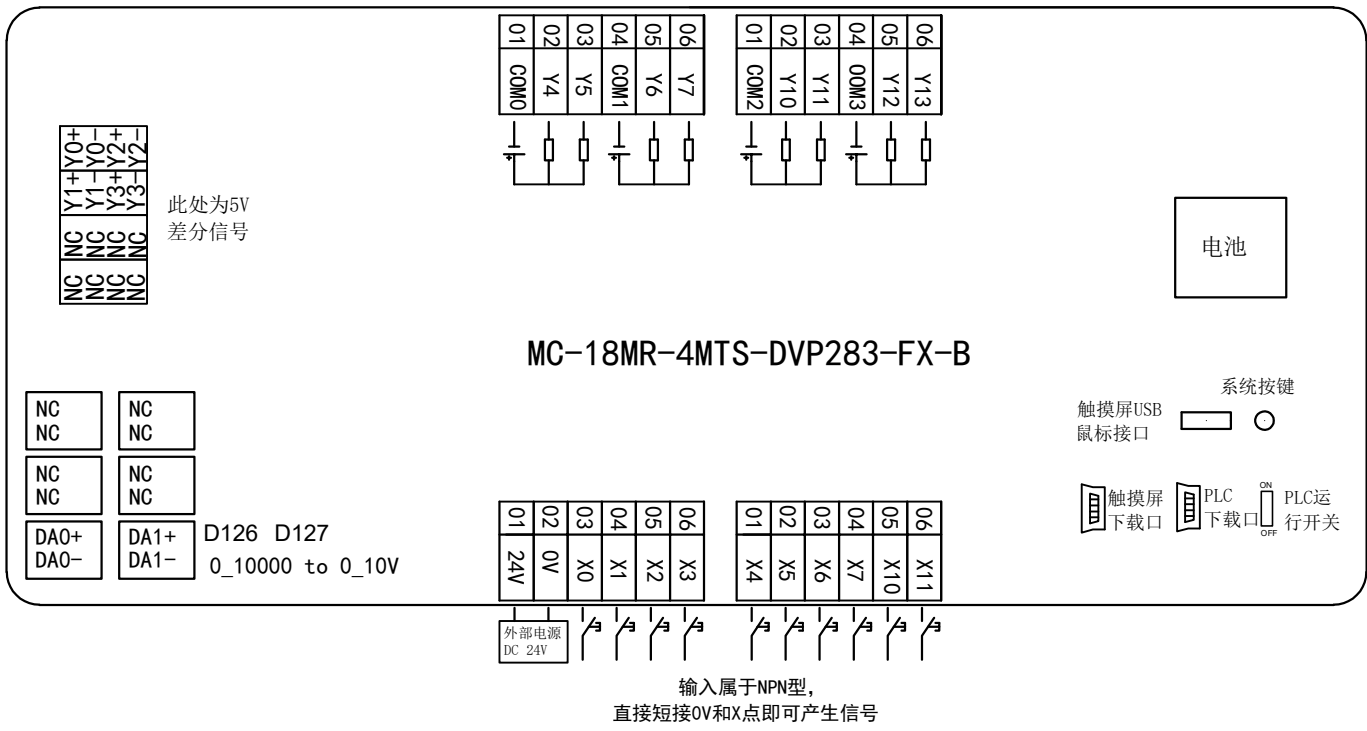 01 02 03 04 05 06
COM0 Y4 Y5 COM1 Y6 Y7
01 02 03 04 05 06
COM2 Y10 Y11 OOM3 Y12 Y13
Y0+ Y0- Y2+ Y2-
Y1+ Y1- Y3+ Y3-
NC NC NC NC
NC NC NC NC
此处为5V
差分信号
电池
MC-18MR-4MTS-DVP283-FX-B
系统按键
触摸屏USB
鼠标接口
NC
NC
NC
NC
NC
NC
NC
NC
DA0+
DA0-
DA1+
DA1-
D126 D127
0_10000 to 0_10V
触摸屏
下载口
PLC
下载口
ON
OFF
PLC运
行开关
01 02 03 04 05 06
24V 0V X0 X1 X2 X3
01 02 03 04 05 06
X4 X5 X6 X7 X10 X11
外部电源
DC 24V
输入属于NPN型，
直接短接0V和X点即可产生信号